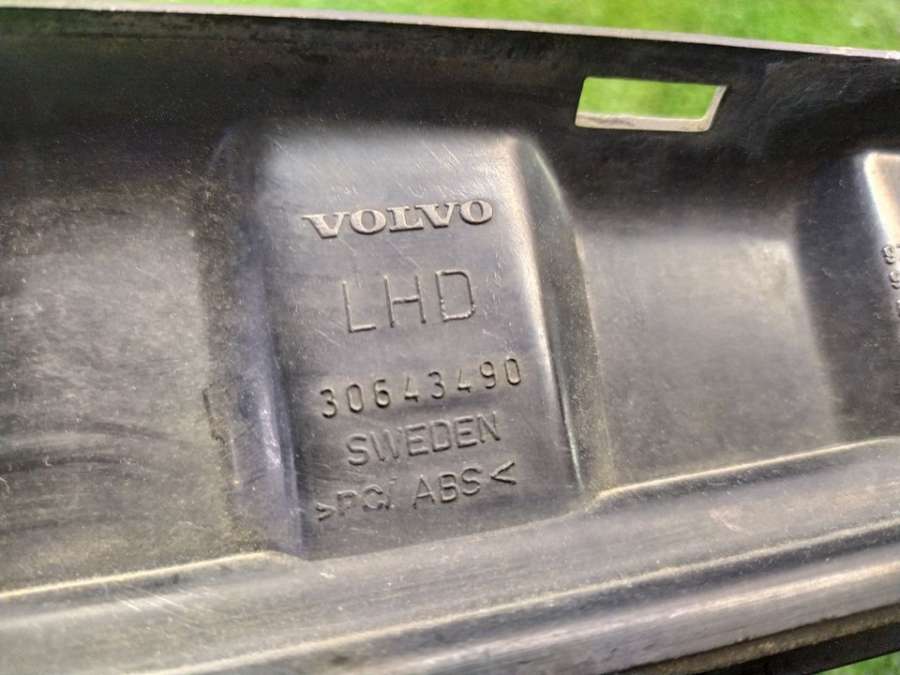 VOLVO
LHD
30643490
SWEDEN
>PC/ ABS<